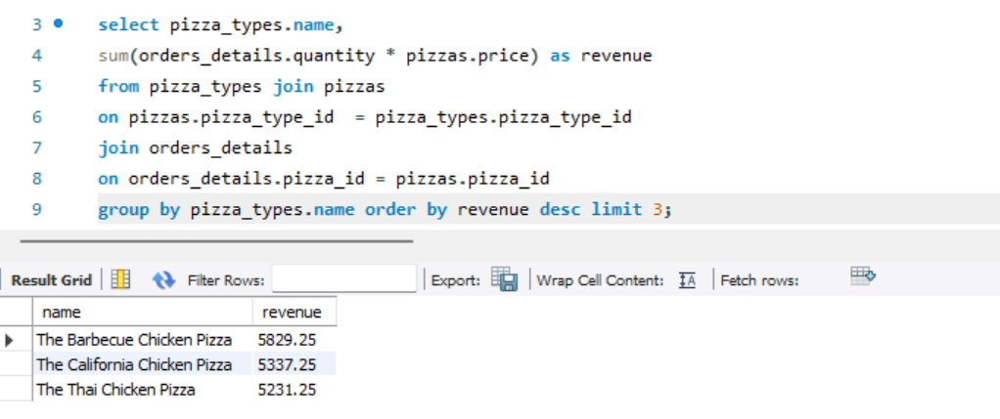 3 select pizza_types.name,
4 sum(orders_details.quantity * pizzas.price) as revenue
5 from pizza_types join pizzas
6 on pizzas.pizza_type_id  = pizza_types.pizza_type_id
7 join orders_details
8 on orders_details.pizza_id = pizzas.pizza_id
9 group by pizza_types.name order by revenue desc limit 3;
Result Grid Filter Rows: Export: Wrap Cell Content: IA Fetch rows:
name revenue
The Barbecue Chicken Pizza 5829.25
The California Chicken Pizza 5337.25
The Thai Chicken Pizza 5231.25